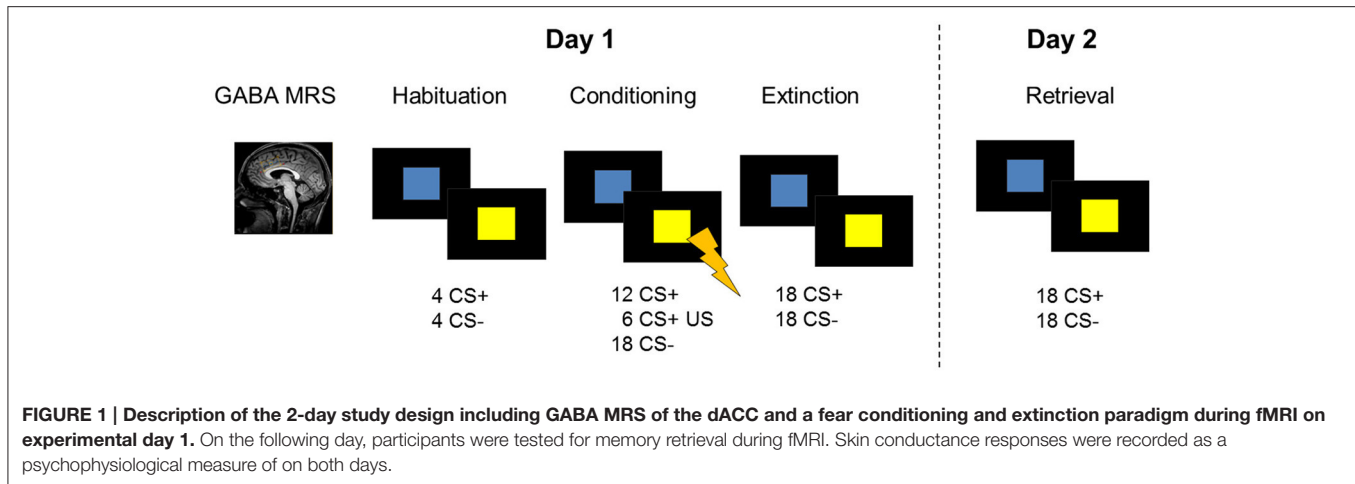 Day 1
Day 2
GABA MRS
Habituation
Conditioning
Extinction
Retrieval
4 CS+
4 CS-
12 CS+
6 CS+ US
18 CS-
18 CS+
18 CS-
18 CS+
18 CS-
FIGURE 1 | Description of the 2-day study design including GABA MRS of the dACC and a fear conditioning and extinction paradigm during fMRI on
experimental day 1. On the following day, participants were tested for memory retrieval during fMRI. Skin conductance responses were recorded as a
psychophysiological measure of on both days.